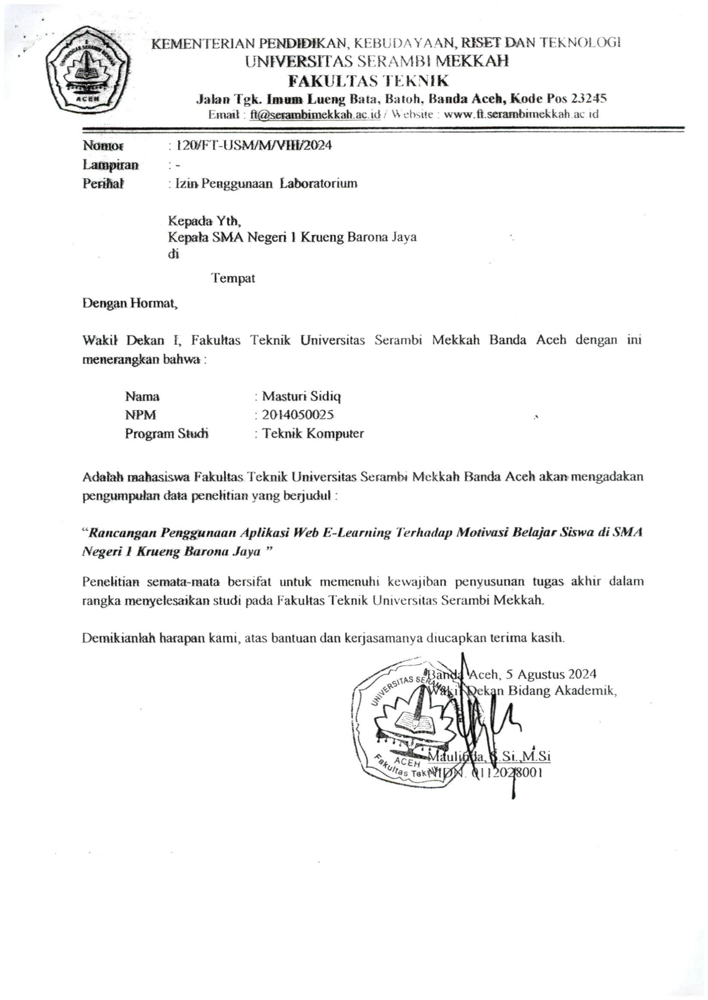 UNIVERSITAS SERAMBI MEKKAH
ACEH
KEMENTERIAN PENDIDIKAN, KEBUDAYAAN, RISET DAN TEKNOLOGI
UNIVERSITAS SERAMBI MEKKAH
FAKULTAS TEKNIK
Jalan Tgk. Imum Lueng Bata, Batoh, Banda Aceh, Kode Pos 23245
Email : ft@serambimekkah.ac.id / Website : www.ft.serambimekkah.ac.id
Nomor : 120/FT-USM/M/VIII/2024
Lampiran : -
Perihal : Izin Penggunaan Laboratorium
Kepada Yth,
Kepala SMA Negeri 1 Krueng Barona Jaya
di
Tempat
Dengan Hormat,
Wakil Dekan I, Fakultas Teknik Universitas Serambi Mekkah Banda Aceh dengan ini
menerangkan bahwa :
Nama : Masturi Sidiq
NPM : 2014050025
Program Studi : Teknik Komputer
Adalah mahasiswa Fakultas Teknik Universitas Serambi Mekkah Banda Aceh akan mengadakan
pengumpulan data penelitian yang berjudul :
“Rancangan Penggunaan Aplikasi Web E-Learning Terhadap Motivasi Belajar Siswa di SMA
Negeri 1 Krueng Barona Jaya ”
Penelitian semata-mata bersifat untuk memenuhi kewajiban penyusunan tugas akhir dalam
rangka menyelesaikan studi pada Fakultas Teknik Universitas Serambi Mekkah.
Demikianlah harapan kami, atas bantuan dan kerjasamanya diucapkan terima kasih.
Banda Aceh, 5 Agustus 2024
Wakil Dekan Bidang Akademik,
UNIVERSITAS SERAMBI MEKKAH
ACEH
Fakultas Teknik
Maulinda, S.Si.,M.Si
NIDN. 0112028001